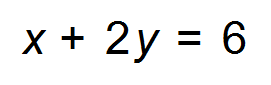 x + 2y = 6